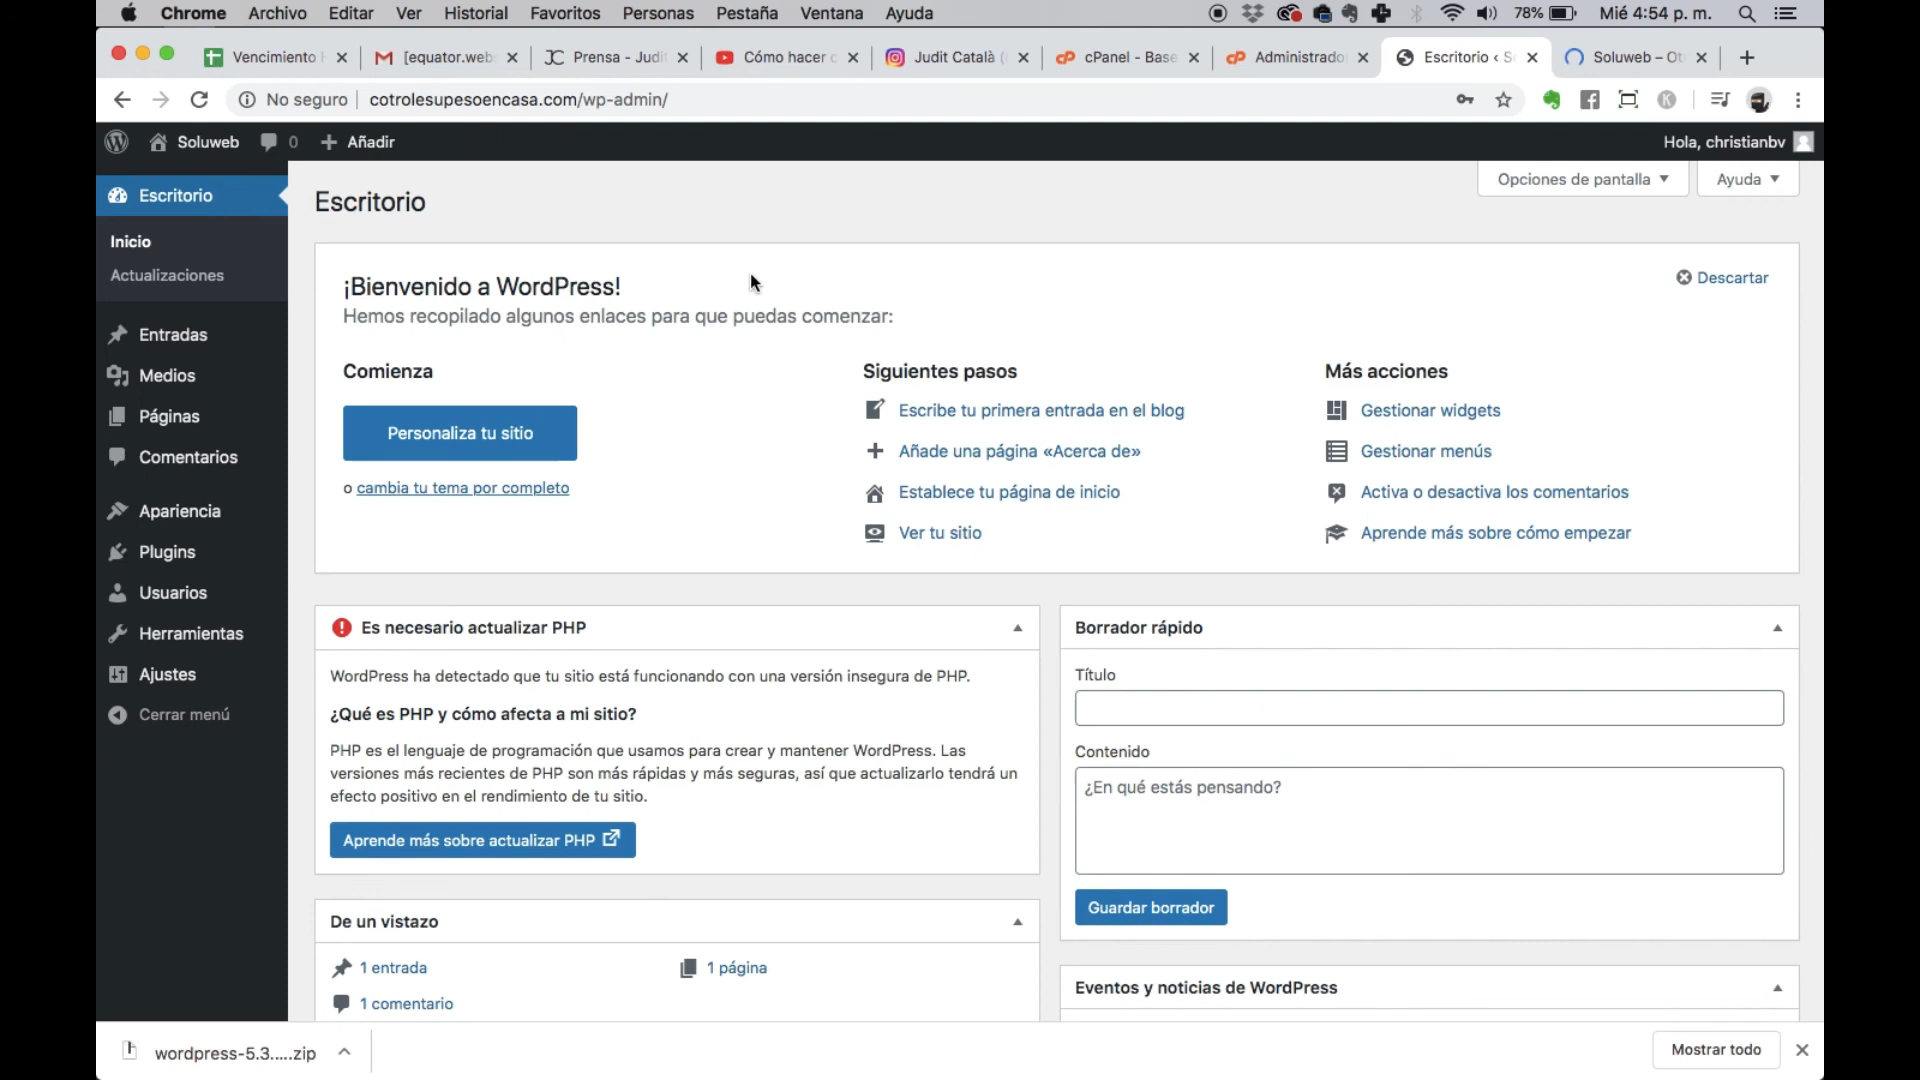 Chrome Archivo Editar Ver Historial Favoritos Personas Pestaña Ventana Ayuda 78% Mié 4:54 p. m.
Vencimiento [equator.web Prensa - Judit Cómo hacer c Judit Català cPanel - Base Administrador Escritorio ‹ So Soluweb – Ot
No seguro cotrolesupesoencasa.com/wp-admin/
Soluweb 0 Añadir Hola, christianbv
Opciones de pantalla Ayuda
Escritorio
Inicio
Actualizaciones
Entradas
Medios
Páginas
Comentarios
Apariencia
Plugins
Usuarios
Herramientas
Ajustes
Cerrar menú
Escritorio
¡Bienvenido a WordPress!
Descartar
Hemos recopilado algunos enlaces para que puedas comenzar:
Comienza
Personaliza tu sitio
o cambia tu tema por completo
Siguientes pasos
Escribe tu primera entrada en el blog
Añade una página «Acerca de»
Establece tu página de inicio
Ver tu sitio
Más acciones
Gestionar widgets
Gestionar menús
Activa o desactiva los comentarios
Aprende más sobre cómo empezar
Es necesario actualizar PHP
WordPress ha detectado que tu sitio está funcionando con una versión insegura de PHP.
¿Qué es PHP y cómo afecta a mi sitio?
PHP es el lenguaje de programación que usamos para crear y mantener WordPress. Las
versiones más recientes de PHP son más rápidas y más seguras, así que actualizarlo tendrá un
efecto positivo en el rendimiento de tu sitio.
Aprende más sobre actualizar PHP
De un vistazo
1 entrada 1 página
1 comentario
Borrador rápido
Título
Contenido
¿En qué estás pensando?
Guardar borrador
Eventos y noticias de WordPress
wordpress-5.3.....zip Mostrar todo